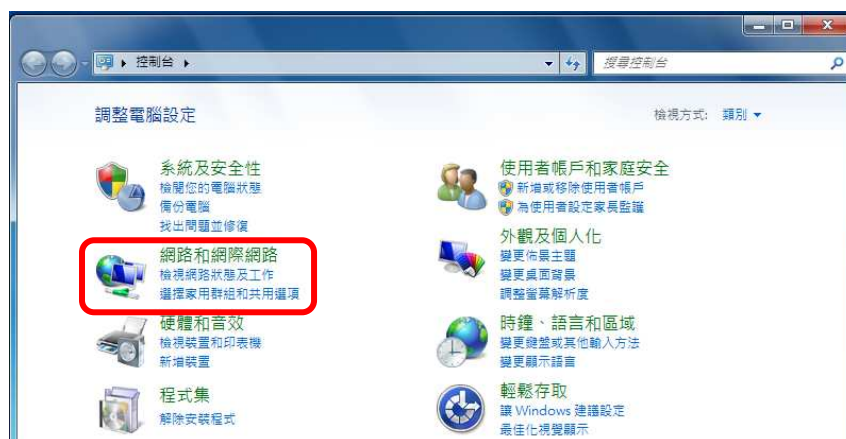 控制台
搜尋控制台
調整電腦設定
檢視方式: 類別
系統及安全性
檢閱您的電腦狀態
備份電腦
找出問題並修復
網路和網際網路
檢視網路狀態及工作
選擇家用群組和共用選項
硬體和音效
檢視裝置和印表機
新增裝置
程式集
解除安裝程式
使用者帳戶和家庭安全
新增或移除使用者帳戶
為使用者設定家長監護
外觀及個人化
變更佈景主題
變更桌面背景
調整螢幕解析度
時鐘、語言和區域
變更鍵盤或其他輸入方法
變更顯示語言
輕鬆存取
讓 Windows 建議設定
最佳化視覺顯示